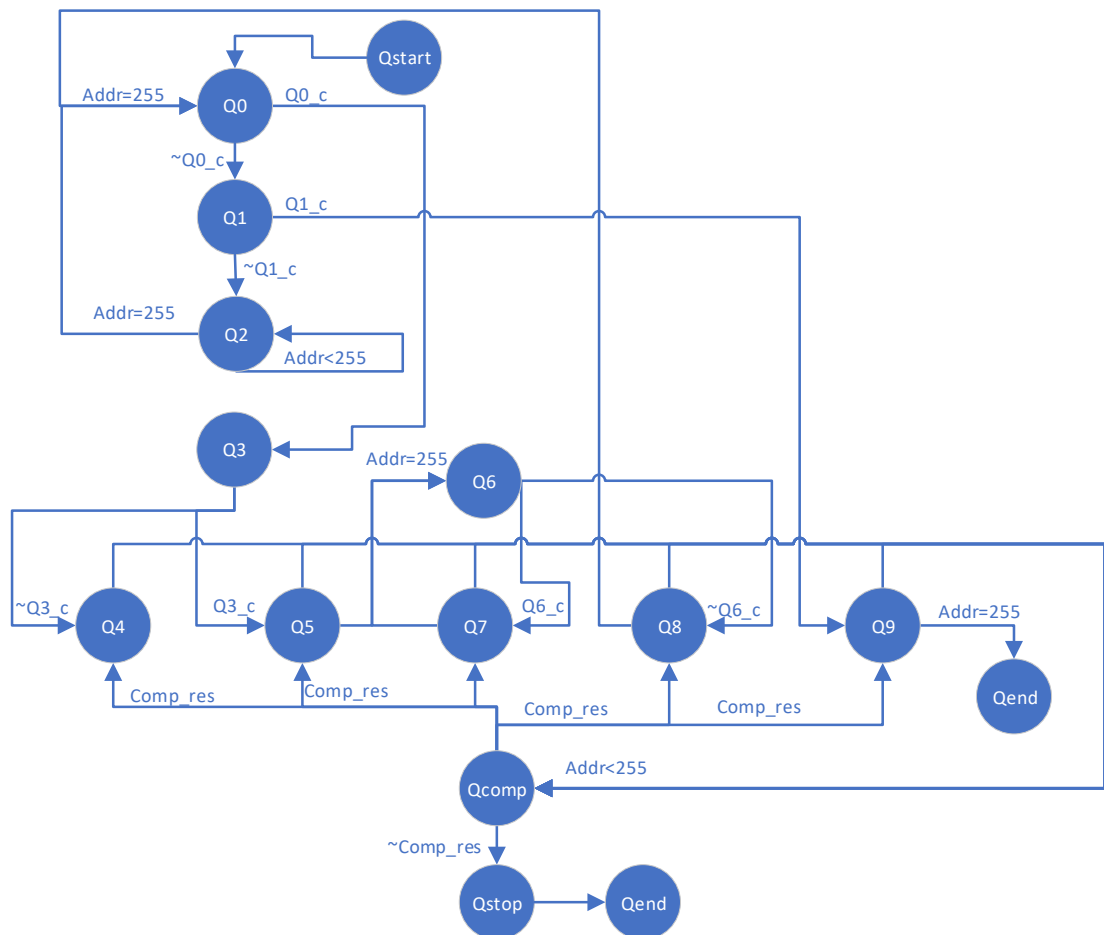 Qstart
Addr=255
Q0
Q0_c
~Q0_c
Q1
Q1_c
~Q1_c
Addr=255
Q2
Addr<255
Q3
Addr=255
Q6
~Q3_c
Q4
Q3_c
Q5
Q7
Q6_c
Q8
~Q6_c
Q9
Addr=255
Comp_res
Comp_res
Comp_res
Comp_res
Qend
Addr<255
Qcomp
~Comp_res
Qstop
Qend